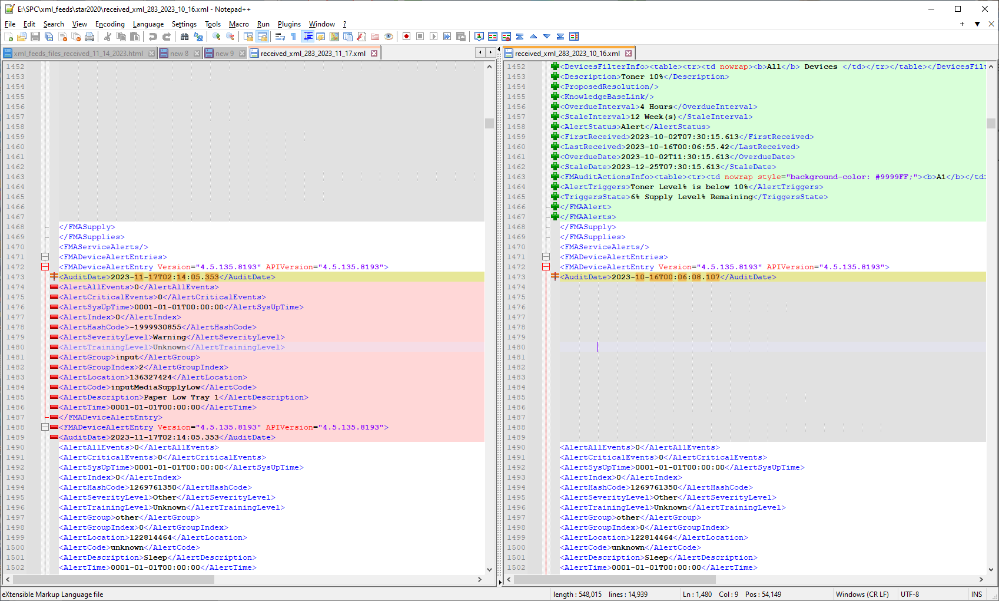 E:\SPC\xml_feeds\star2020\received_xml_283_2023_10_16.xml - Notepad++
File Edit Search View Encoding Language Settings Tools Macro Run Plugins Window ?
xml_feeds_files_received_11_14_2023.html new 8 new 9 received_xml_283_2023_11_17.xml
1452
1453
1454
1455
1456
1457
1458
1459
1460
1461
1462
1463
1464
1465
1466
1467
1468 </FMASupply>
1469 </FMASupplies>
1470 <FMAServiceAlerts/>
1471 <FMADeviceAlertEntries>
1472 <FMADeviceAlertEntry Version="4.5.135.8193" APIVersion="4.5.135.8193">
1473 <AuditDate>2023-11-17T02:14:05.353</AuditDate>
1474 <AlertAllEvents>0</AlertAllEvents>
1475 <AlertCriticalEvents>0</AlertCriticalEvents>
1476 <AlertSysUpTime>0001-01-01T00:00:00</AlertSysUpTime>
1477 <AlertIndex>0</AlertIndex>
1478 <AlertHashCode>-1999930855</AlertHashCode>
1479 <AlertSeverityLevel>Warning</AlertSeverityLevel>
1480 <AlertTrainingLevel>Unknown</AlertTrainingLevel>
1481 <AlertGroup>input</AlertGroup>
1482 <AlertGroupIndex>2</AlertGroupIndex>
1483 <AlertLocation>136327424</AlertLocation>
1484 <AlertCode>inputMediaSupplyLow</AlertCode>
1485 <AlertDescription>Paper Low Tray 1</AlertDescription>
1486 <AlertTime>0001-01-01T00:00:00</AlertTime>
1487 </FMADeviceAlertEntry>
1488 <FMADeviceAlertEntry Version="4.5.135.8193" APIVersion="4.5.135.8193">
1489 <AuditDate>2023-11-17T02:14:05.353</AuditDate>
1490 <AlertAllEvents>0</AlertAllEvents>
1491 <AlertCriticalEvents>0</AlertCriticalEvents>
1492 <AlertSysUpTime>0001-01-01T00:00:00</AlertSysUpTime>
1493 <AlertIndex>0</AlertIndex>
1494 <AlertHashCode>1269761350</AlertHashCode>
1495 <AlertSeverityLevel>Other</AlertSeverityLevel>
1496 <AlertTrainingLevel>Unknown</AlertTrainingLevel>
1497 <AlertGroup>other</AlertGroup>
1498 <AlertGroupIndex>0</AlertGroupIndex>
1499 <AlertLocation>122814464</AlertLocation>
1500 <AlertCode>unknown</AlertCode>
1501 <AlertDescription>Sleep</AlertDescription>
1502 <AlertTime>0001-01-01T00:00:00</AlertTime>
received_xml_283_2023_10_16.xml
1452 <DevicesFilterInfo><table><tr><td nowrap><b>All</b> Devices </td></tr></table></DevicesFilt
1453 <Description>Toner 10%</Description>
1454 <ProposedResolution/>
1455 <KnowledgeBaseLink/>
1456 <OverdueInterval>4 Hours</OverdueInterval>
1457 <StaleInterval>12 Week(s)</StaleInterval>
1458 <AlertStatus>Alert</AlertStatus>
1459 <FirstReceived>2023-10-02T07:30:15.613</FirstReceived>
1460 <LastReceived>2023-10-16T00:06:55.42</LastReceived>
1461 <OverdueDate>2023-10-02T11:30:15.613</OverdueDate>
1462 <StaleDate>2023-12-25T07:30:15.613</StaleDate>
1463 <FMAuditActionsInfo><table><tr><td nowrap style="background-color: #9999FF;"><b>A1</b></td>
1464 <AlertTriggers>Toner Level% is below 10%</AlertTriggers>
1465 <TriggersState>6% Supply Level% Remaining</TriggersState>
1466 </FMAAlert>
1467 </FMAAlerts>
1468 </FMASupply>
1469 </FMASupplies>
1470 <FMAServiceAlerts/>
1471 <FMADeviceAlertEntries>
1472 <FMADeviceAlertEntry Version="4.5.135.8193" APIVersion="4.5.135.8193">
1473 <AuditDate>2023-10-16T00:06:08.107</AuditDate>
1474
1475
1476
1477
1478
1479
1480
1481
1482
1483
1484
1485
1486
1487
1488
1489
1490 <AlertAllEvents>0</AlertAllEvents>
1491 <AlertCriticalEvents>0</AlertCriticalEvents>
1492 <AlertSysUpTime>0001-01-01T00:00:00</AlertSysUpTime>
1493 <AlertIndex>0</AlertIndex>
1494 <AlertHashCode>1269761350</AlertHashCode>
1495 <AlertSeverityLevel>Other</AlertSeverityLevel>
1496 <AlertTrainingLevel>Unknown</AlertTrainingLevel>
1497 <AlertGroup>other</AlertGroup>
1498 <AlertGroupIndex>0</AlertGroupIndex>
1499 <AlertLocation>122814464</AlertLocation>
1500 <AlertCode>unknown</AlertCode>
1501 <AlertDescription>Sleep</AlertDescription>
1502 <AlertTime>0001-01-01T00:00:00</AlertTime>
eXtensible Markup Language file length : 548,015 lines : 14,939 Ln : 1,480 Col : 9 Pos : 54,149 Windows (CR LF) UTF-8 INS